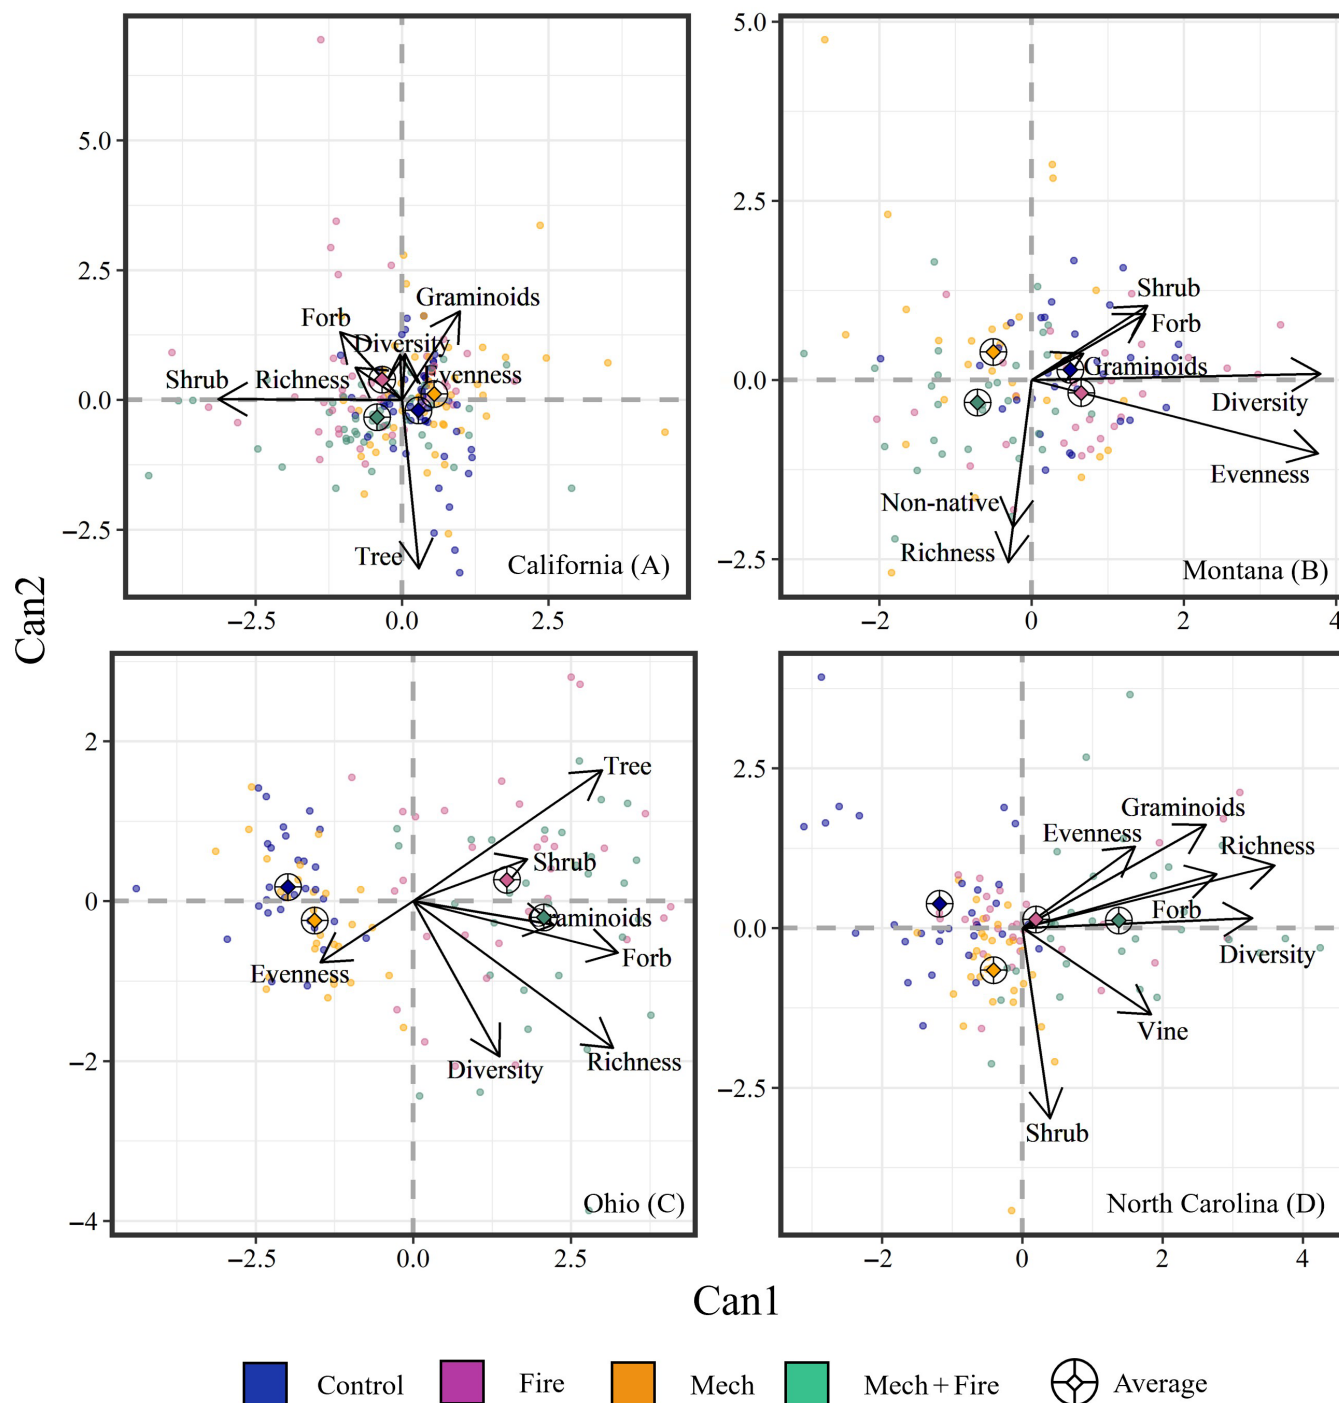 5.0
2.5
0.0
−2.5
Graminoids
Forb
Diversity
Shrub
Richness
Evenness
Tree
California (A)
−2.5
0.0
2.5
5.0
2.5
0.0
−2.5
Shrub
Forb
Graminoids
Diversity
Evenness
Non-native
Richness
Montana (B)
−2
0
2
4
Can2
2
0
−2
−4
Tree
Shrub
Graminoids
Forb
Evenness
Diversity
Richness
Ohio (C)
−2.5
0.0
2.5
2.5
0.0
−2.5
Graminoids
Evenness
Richness
Forb
Diversity
Vine
Shrub
North Carolina (D)
−2
0
2
4
Can1
Control
Fire
Mech
Mech + Fire
Average